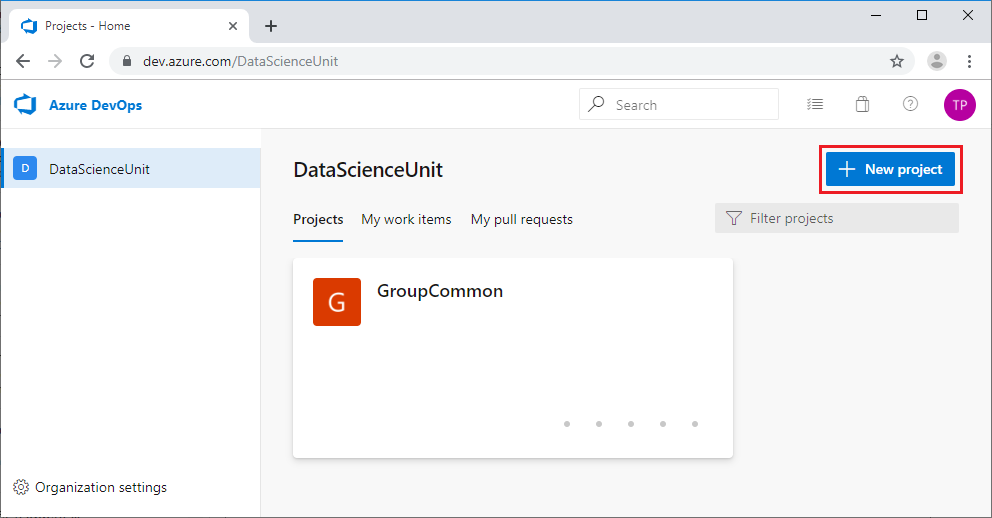 Projects - Home
dev.azure.com/DataScienceUnit
Azure DevOps
Search
TP
D
DataScienceUnit
DataScienceUnit
New project
Projects
My work items
My pull requests
Filter projects
G
GroupCommon
Organization settings